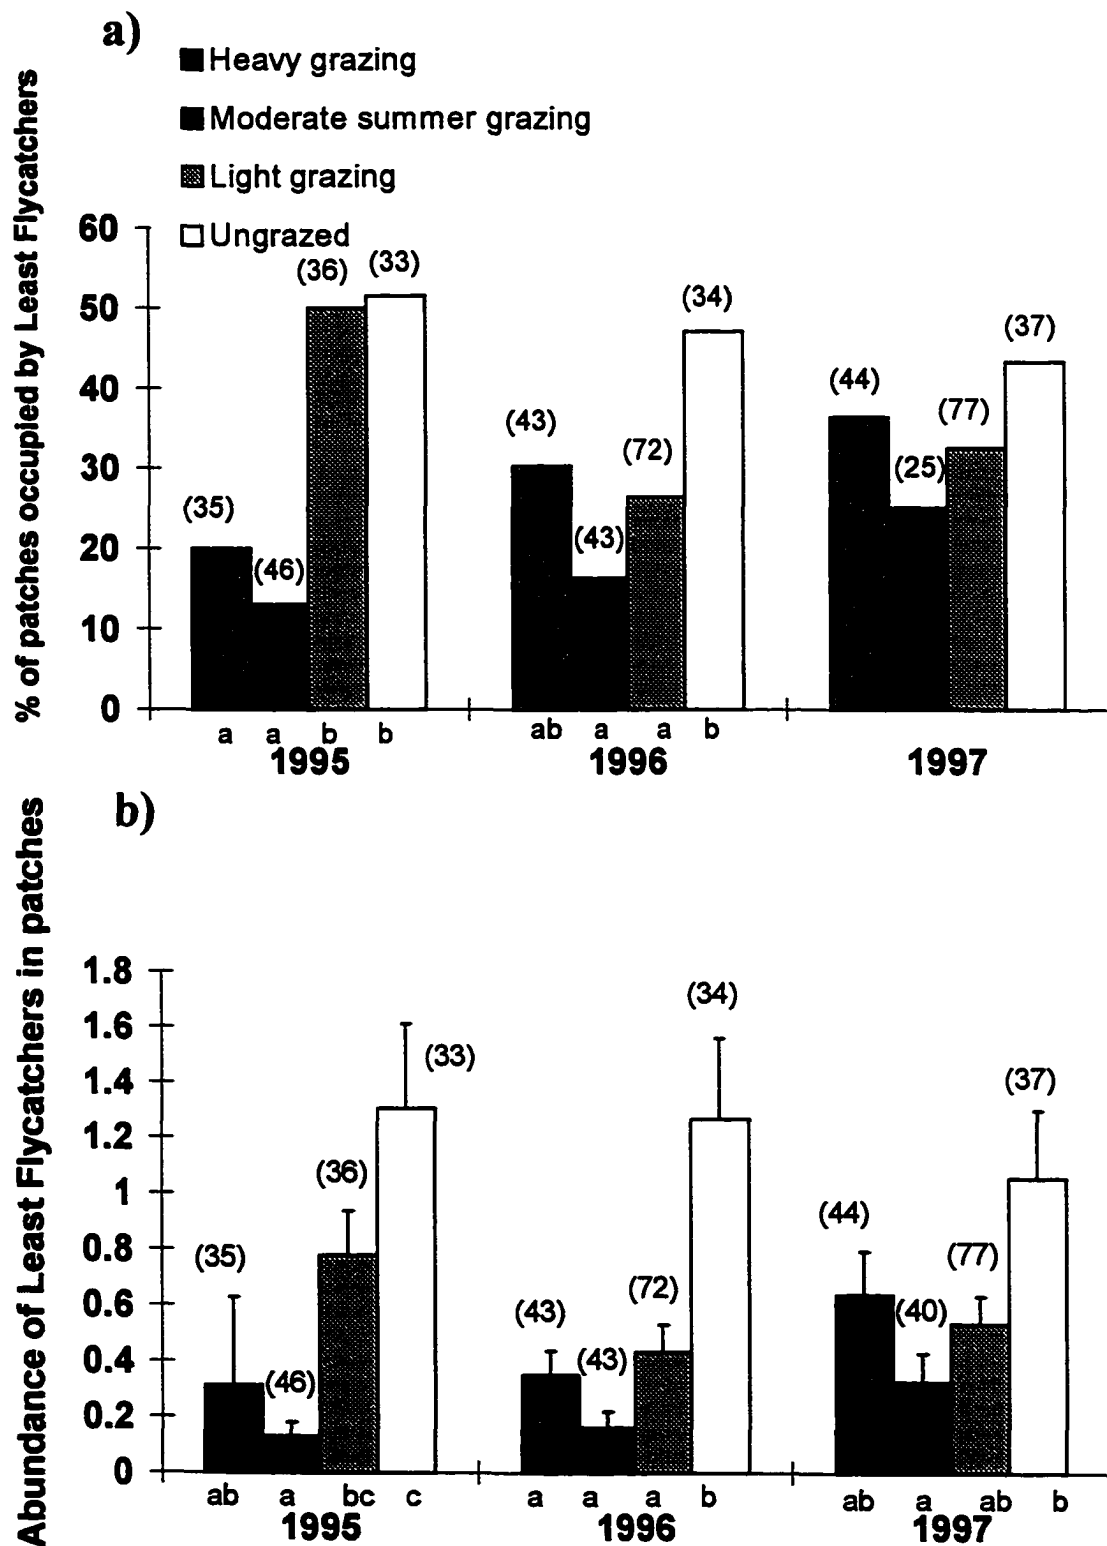 a)
Heavy grazing
Moderate summer grazing
Light grazing
Ungrazed
% of patches occupied by Least Flycatchers
60
50
40
30
20
10
0
(35) (46) (36) (33) (43) (43) (72) (34) (44) (25) (77) (37)
a a b b ab a a b
1995 1996 1997
b)
Abundance of Least Flycatchers in patches
1.8
1.6
1.4
1.2
1
0.8
0.6
0.4
0.2
0
(35) (46) (36) (33) (43) (43) (72) (34) (44) (40) (77) (37)
ab a bc c a a a b ab a ab b
1995 1996 1997